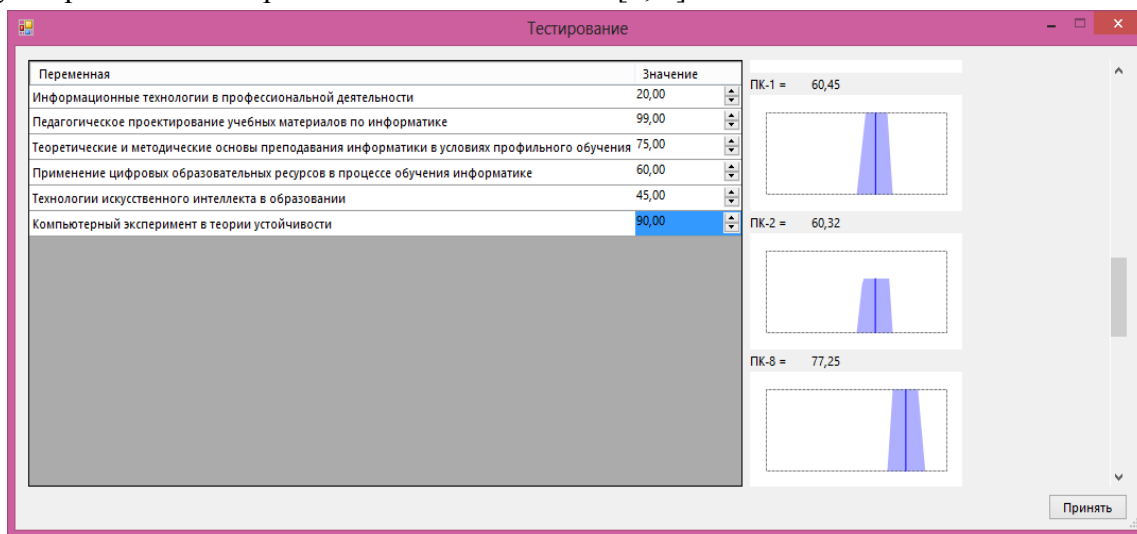 Тестирование
Переменная Значение
Информационные технологии в профессиональной деятельности 20,00
Педагогическое проектирование учебных материалов по информатике 99,00
Теоретические и методические основы преподавания информатики в условиях профильного обучения 75,00
Применение цифровых образовательных ресурсов в процессе обучения информатике 60,00
Технологии искусственного интеллекта в образовании 45,00
Компьютерный эксперимент в теории устойчивости 90,00
ПК-1 = 60,45
ПК-2 = 60,32
ПК-8 = 77,25
Принять